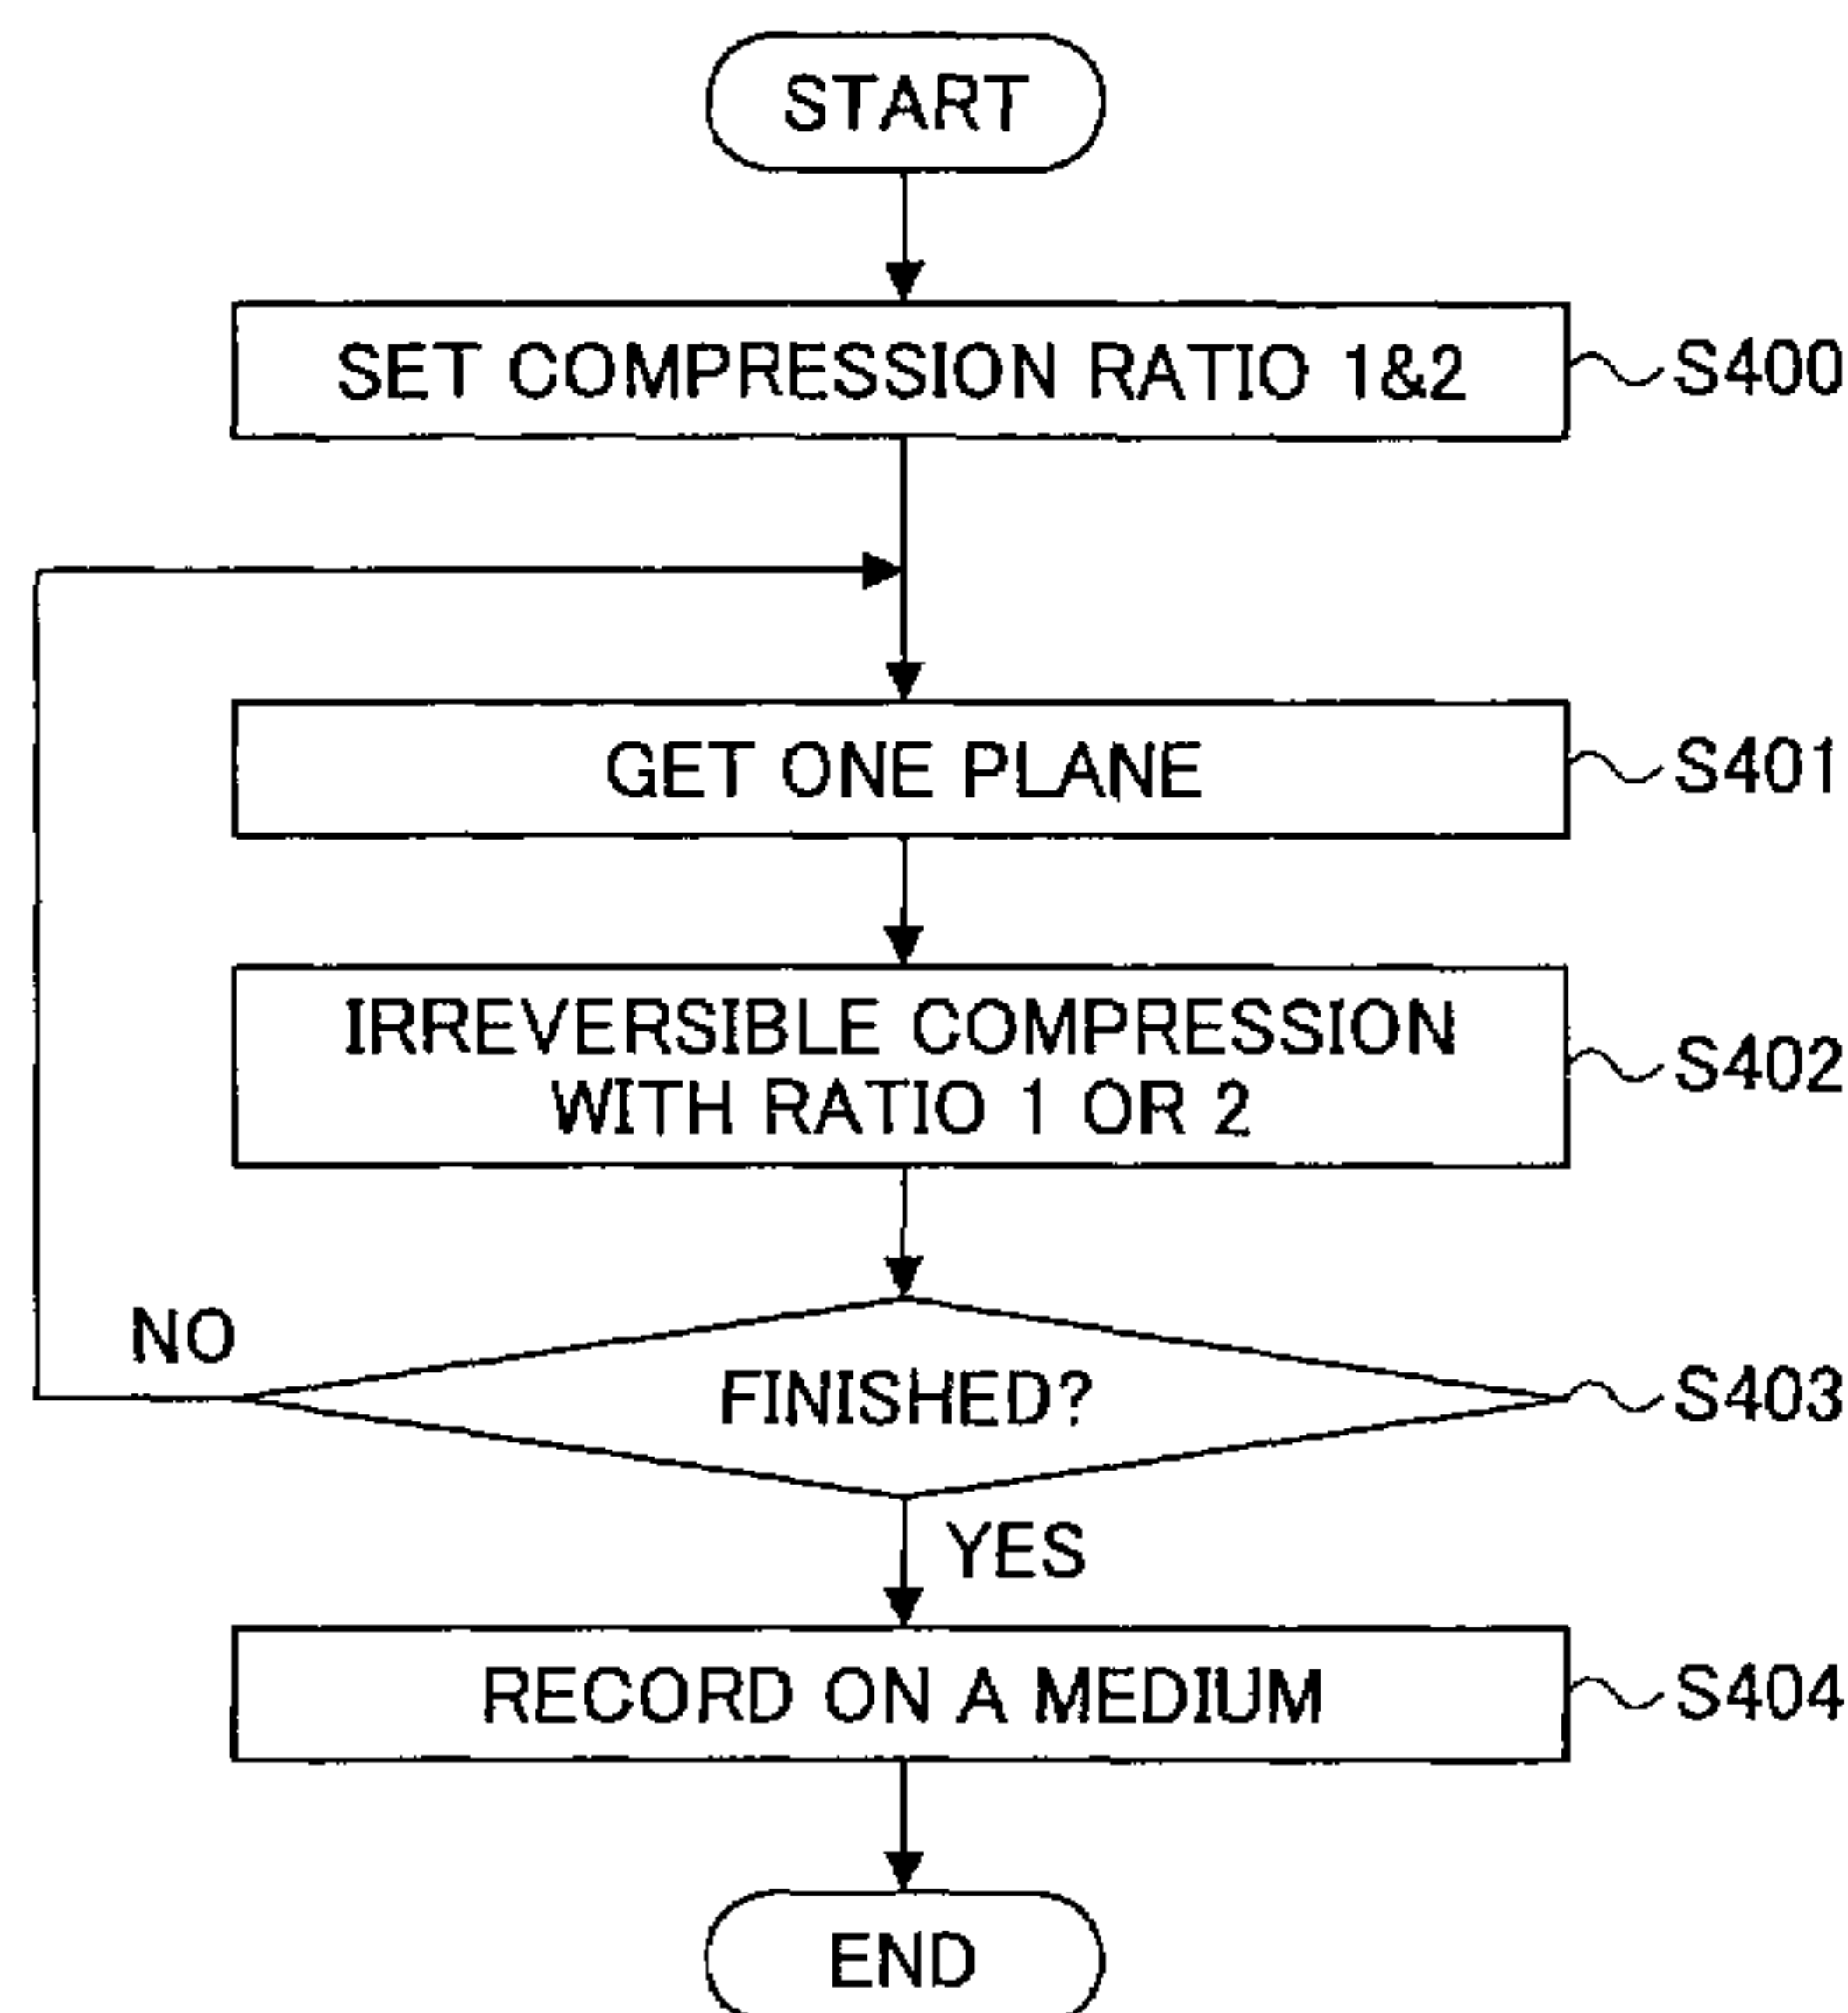 START
SET COMPRESSION RATIO 1&2
S400
GET ONE PLANE
S401
IRREVERSIBLE COMPRESSION
WITH RATIO 1 OR 2
S402
NO
FINISHED?
S403
YES
RECORD ON A MEDIUM
S404
END